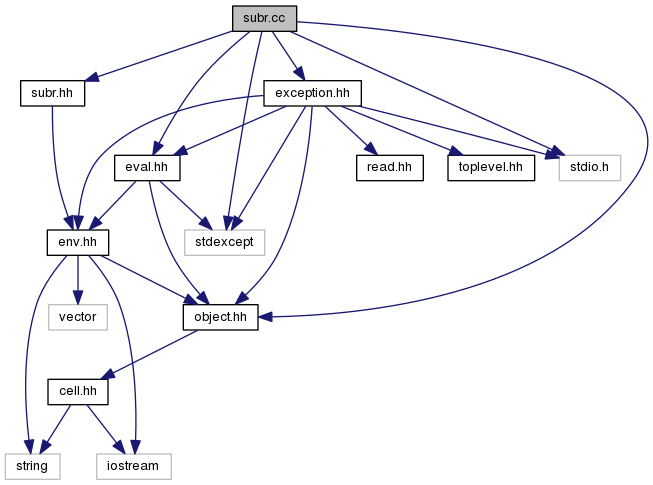 subr.cc
subr.hh
exception.hh
eval.hh
read.hh
toplevel.hh
stdio.h
env.hh
stdexcept
vector
object.hh
cell.hh
string
iostream